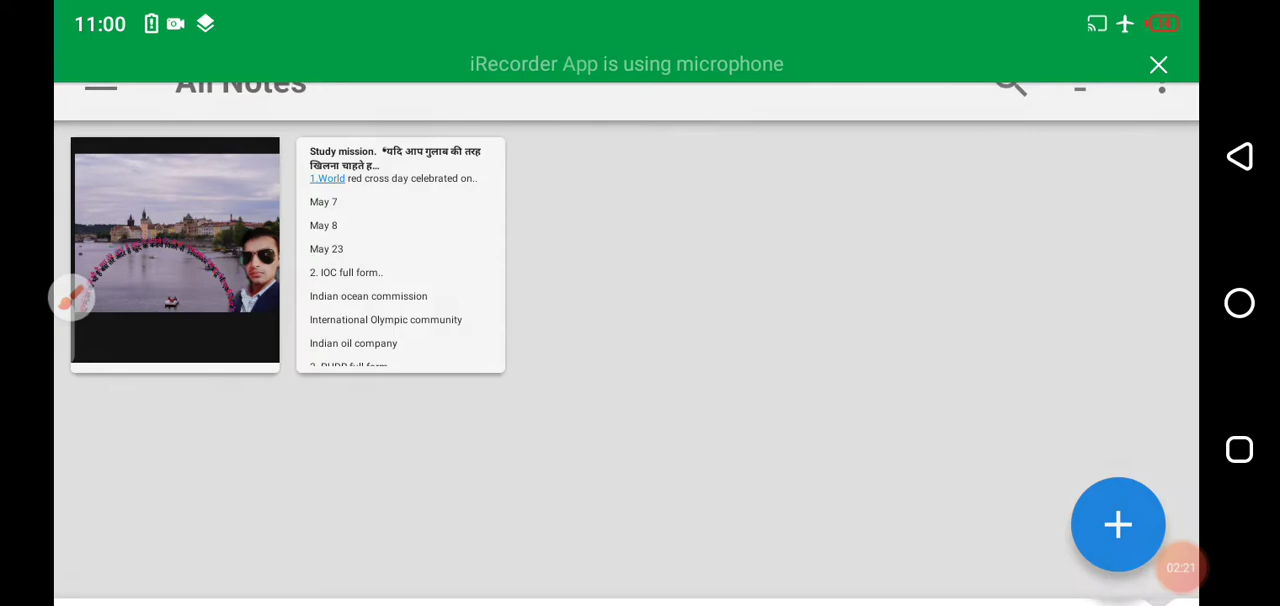 11:00
14
iRecorder App is using microphone
All Notes
Study mission. ❛यदि आप गुलाब की तरह
खिलना चाहते ह…
1.World red cross day celebrated on..
May 7
May 8
May 23
2. IOC full form..
Indian ocean commission
International Olympic community
Indian oil company
02:21